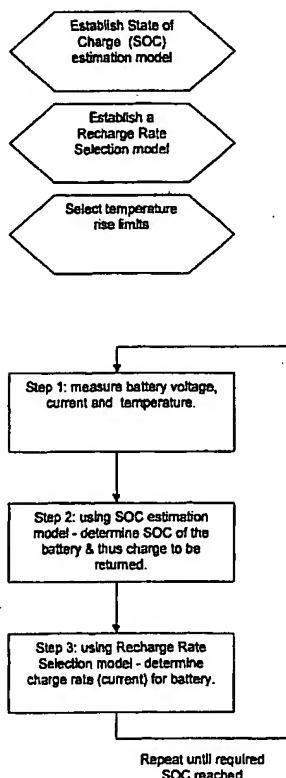 Establish State of
Charge (SOC)
estimation model
Establish a
Recharge Rate
Selection model
Select temperature
rise limits
Step 1: measure battery voltage,
current and temperature.
Step 2: using SOC estimation
model - determine SOC of the
battery & thus charge to be
returned.
Step 3: using Recharge Rate
Selection model - determine
charge rate (current) for battery.
Repeat until required
SOC reached